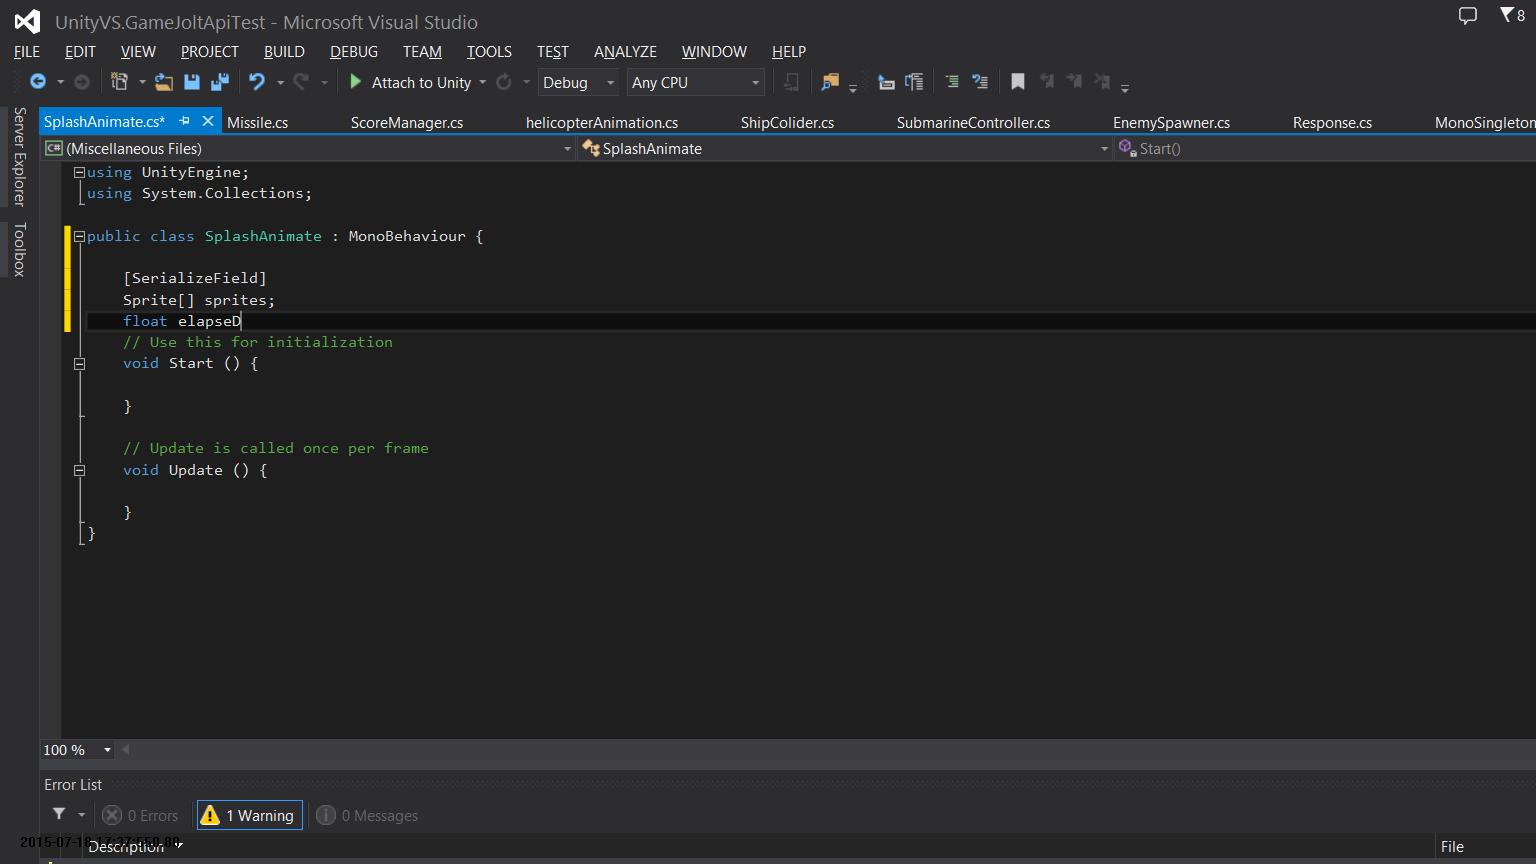 UnityVS.GameJoltApiTest - Microsoft Visual Studio
8
FILE EDIT VIEW PROJECT BUILD DEBUG TEAM TOOLS TEST ANALYZE WINDOW HELP
Attach to Unity Debug Any CPU
Server Explorer
Toolbox
SplashAnimate.cs* Missile.cs ScoreManager.cs helicopterAnimation.cs ShipColider.cs SubmarineController.cs EnemySpawner.cs Response.cs MonoSingleton
C# (Miscellaneous Files) SplashAnimate Start()
using UnityEngine;
using System.Collections;
public class SplashAnimate : MonoBehaviour {
[SerializeField]
Sprite[] sprites;
float elapseD
// Use this for initialization
void Start () {
}
// Update is called once per frame
void Update () {
}
}
100 %
Error List
0 Errors 1 Warning 0 Messages
Description File